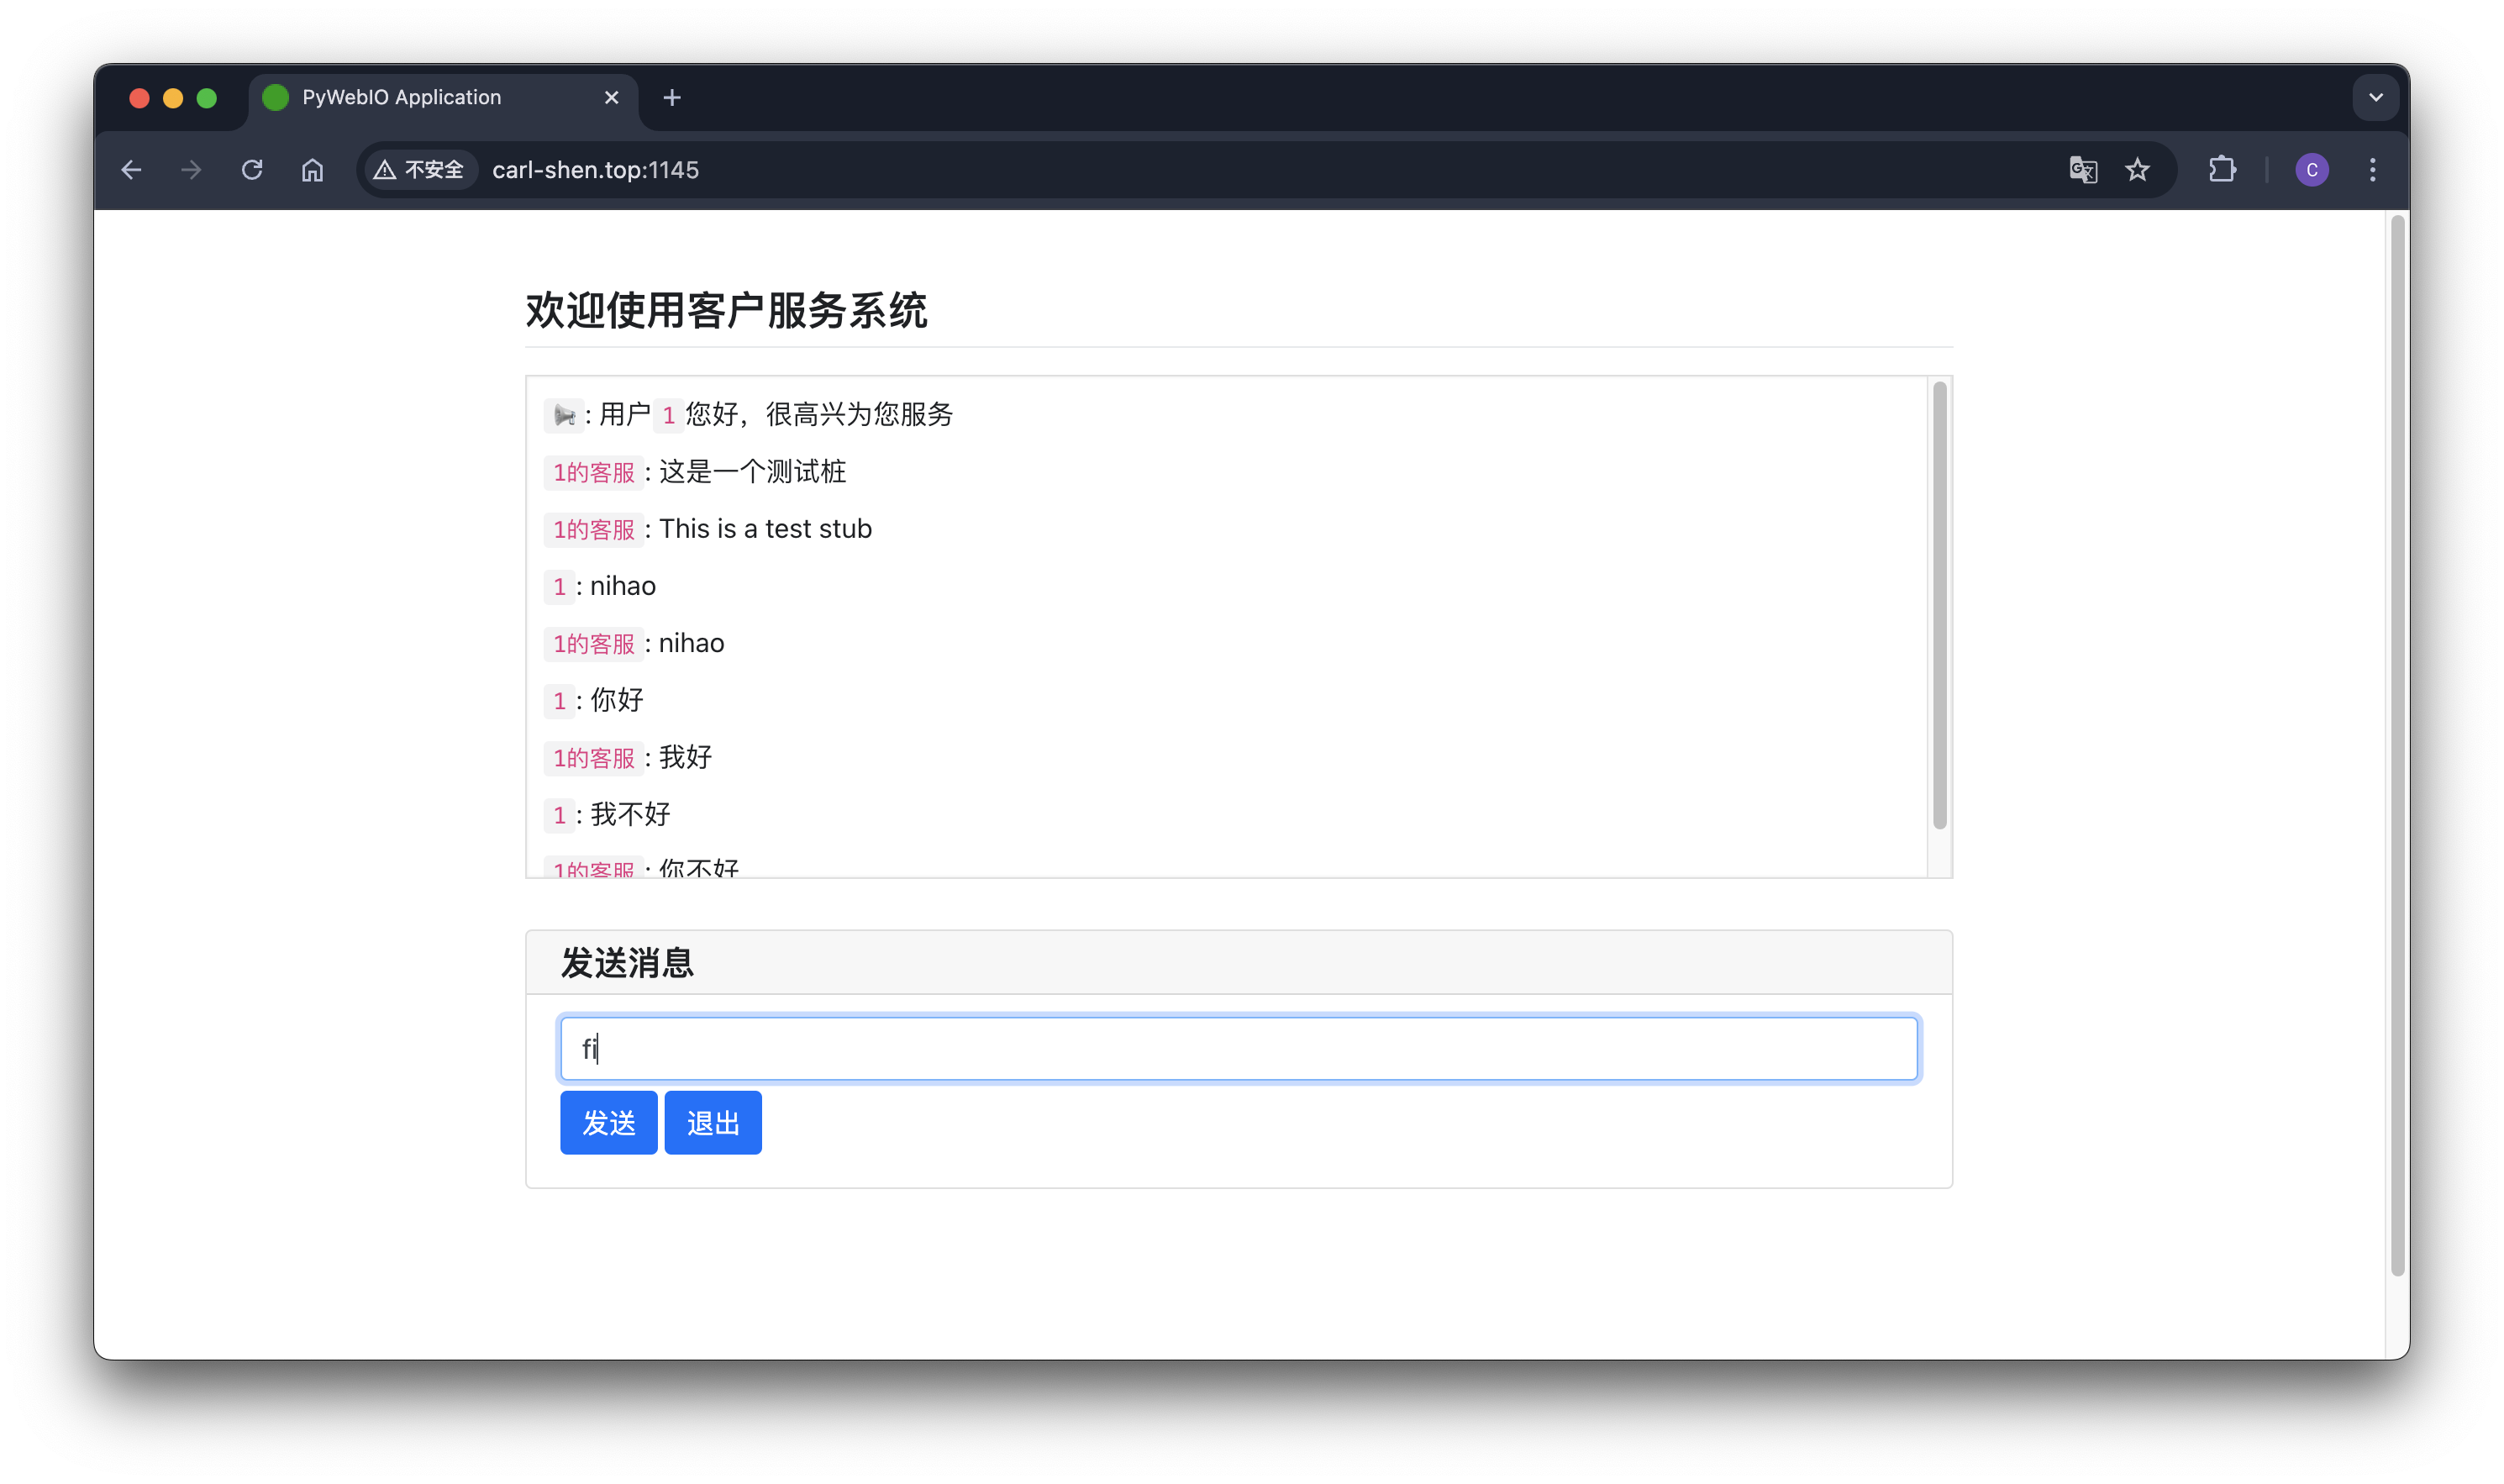 PyWebIO Application
不安全 carl-shen.top:1145
C
欢迎使用客户服务系统
📢: 用户1您好，很高兴为您服务
1的客服: 这是一个测试桩
1的客服: This is a test stub
1: nihao
1的客服: nihao
1: 你好
1的客服: 我好
1: 我不好
1的客服: 你不好
发送消息
fi
发送 退出